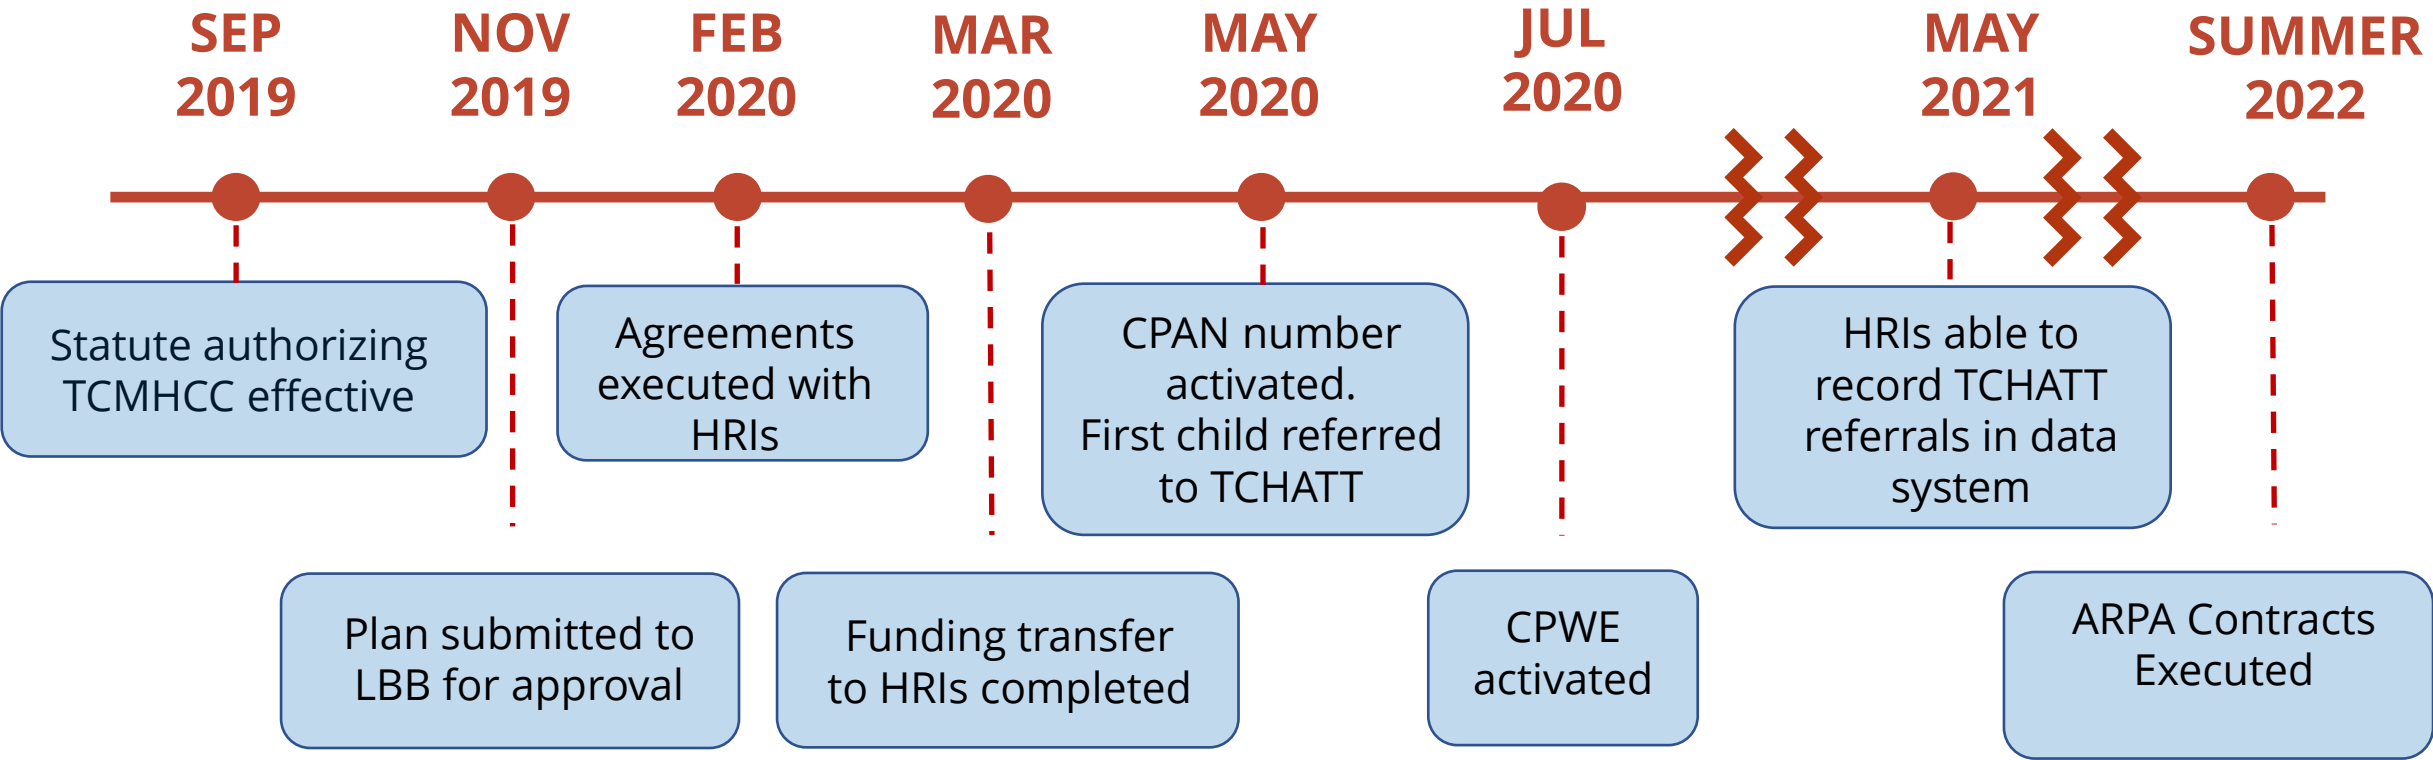 SEP
2019
NOV
2019
FEB
2020
MAR
2020
MAY
2020
JUL
2020
MAY
2021
SUMMER
2022
Statute authorizing
TCMHCC effective
Agreements
executed with
HRIs
CPAN number
activated.
First child referred
to TCHATT
HRIs able to
record TCHATT
referrals in data
system
Plan submitted to
LBB for approval
Funding transfer
to HRIs completed
CPWE
activated
ARPA Contracts
Executed